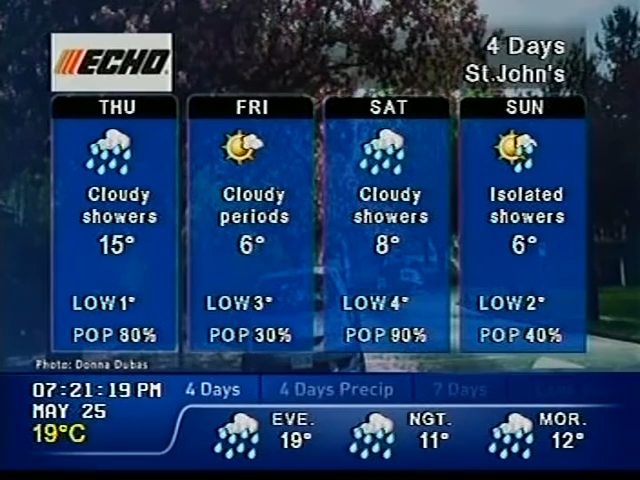 ECHO
4 Days
St.John's
THU
FRI
SAT
SUN
Cloudy showers
Cloudy periods
Cloudy showers
Isolated showers
15°
6°
8°
6°
LOW 1°
LOW 3°
LOW 4°
LOW 2°
POP 80%
POP 30%
POP 90%
POP 40%
Photo: Donna Dubas
07:21:19 PM
4 Days
4 Days Precip
7 Days
MAY 25
19°C
EVE.
19°
NGT.
11°
MOR.
12°